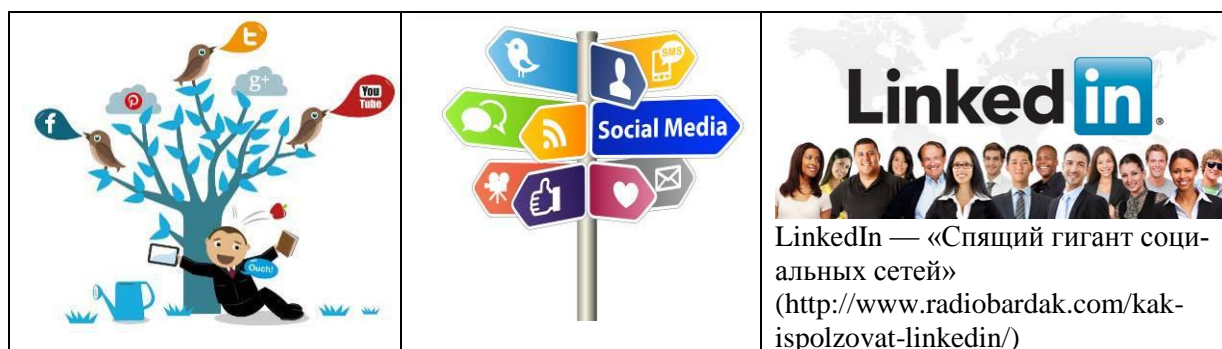 t
g+
You
Tube
f
Ouch!
SMS
Social Media
Linked in.
LinkedIn — «Спящий гигант соци-
альных сетей»
(http://www.radiobardak.com/kak-
ispolzovat-linkedin/)